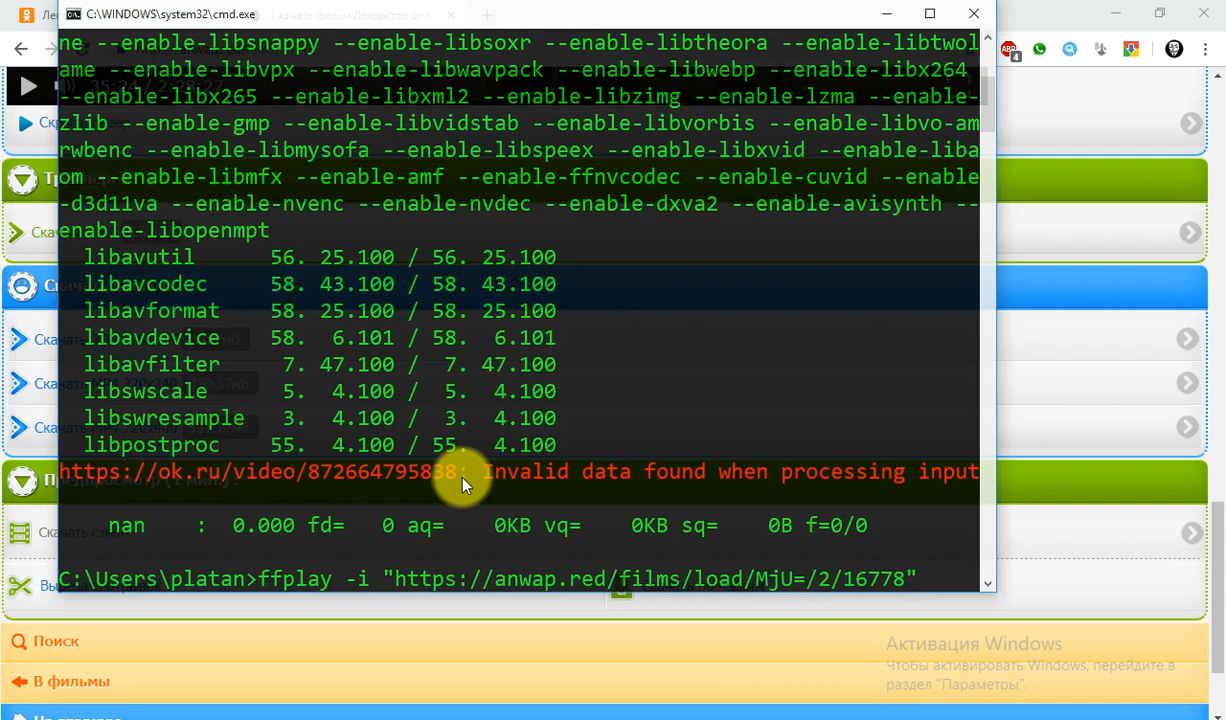 C:\WINDOWS\system32\cmd.exe
Скачать фильм Лекарство от
ne --enable-libsnappy --enable-libsoxr --enable-libtheora --enable-libtwol
ame --enable-libvpx --enable-libwavpack --enable-libwebp --enable-libx264
--enable-libx265 --enable-libxml2 --enable-libzimg --enable-lzma --enable-
zlib --enable-gmp --enable-libvidstab --enable-libvorbis --enable-libvo-am
rwbenc --enable-libmysofa --enable-libspeex --enable-libxvid --enable-liba
om --enable-libmfx --enable-amf --enable-ffnvcodec --enable-cuvid --enable
-d3d11va --enable-nvenc --enable-nvdec --enable-dxva2 --enable-avisynth --
enable-libopenmpt
libavutil 56. 25.100 / 56. 25.100
libavcodec 58. 43.100 / 58. 43.100
libavformat 58. 25.100 / 58. 25.100
libavdevice 58. 6.101 / 58. 6.101
libavfilter 7. 47.100 / 7. 47.100
libswscale 5. 4.100 / 5. 4.100
libswresample 3. 4.100 / 3. 4.100
libpostproc 55. 4.100 / 55. 4.100
https://ok.ru/video/872664795838: Invalid data found when processing input
nan : 0.000 fd= 0 aq= 0KB vq= 0KB sq= 0B f=0/0
C:\Users\platan>ffplay -i "https://anwap.red/films/load/MjU=/2/16778"
Поиск
В фильмы
Активация Windows
Чтобы активировать Windows, перейдите в
раздел "Параметры".